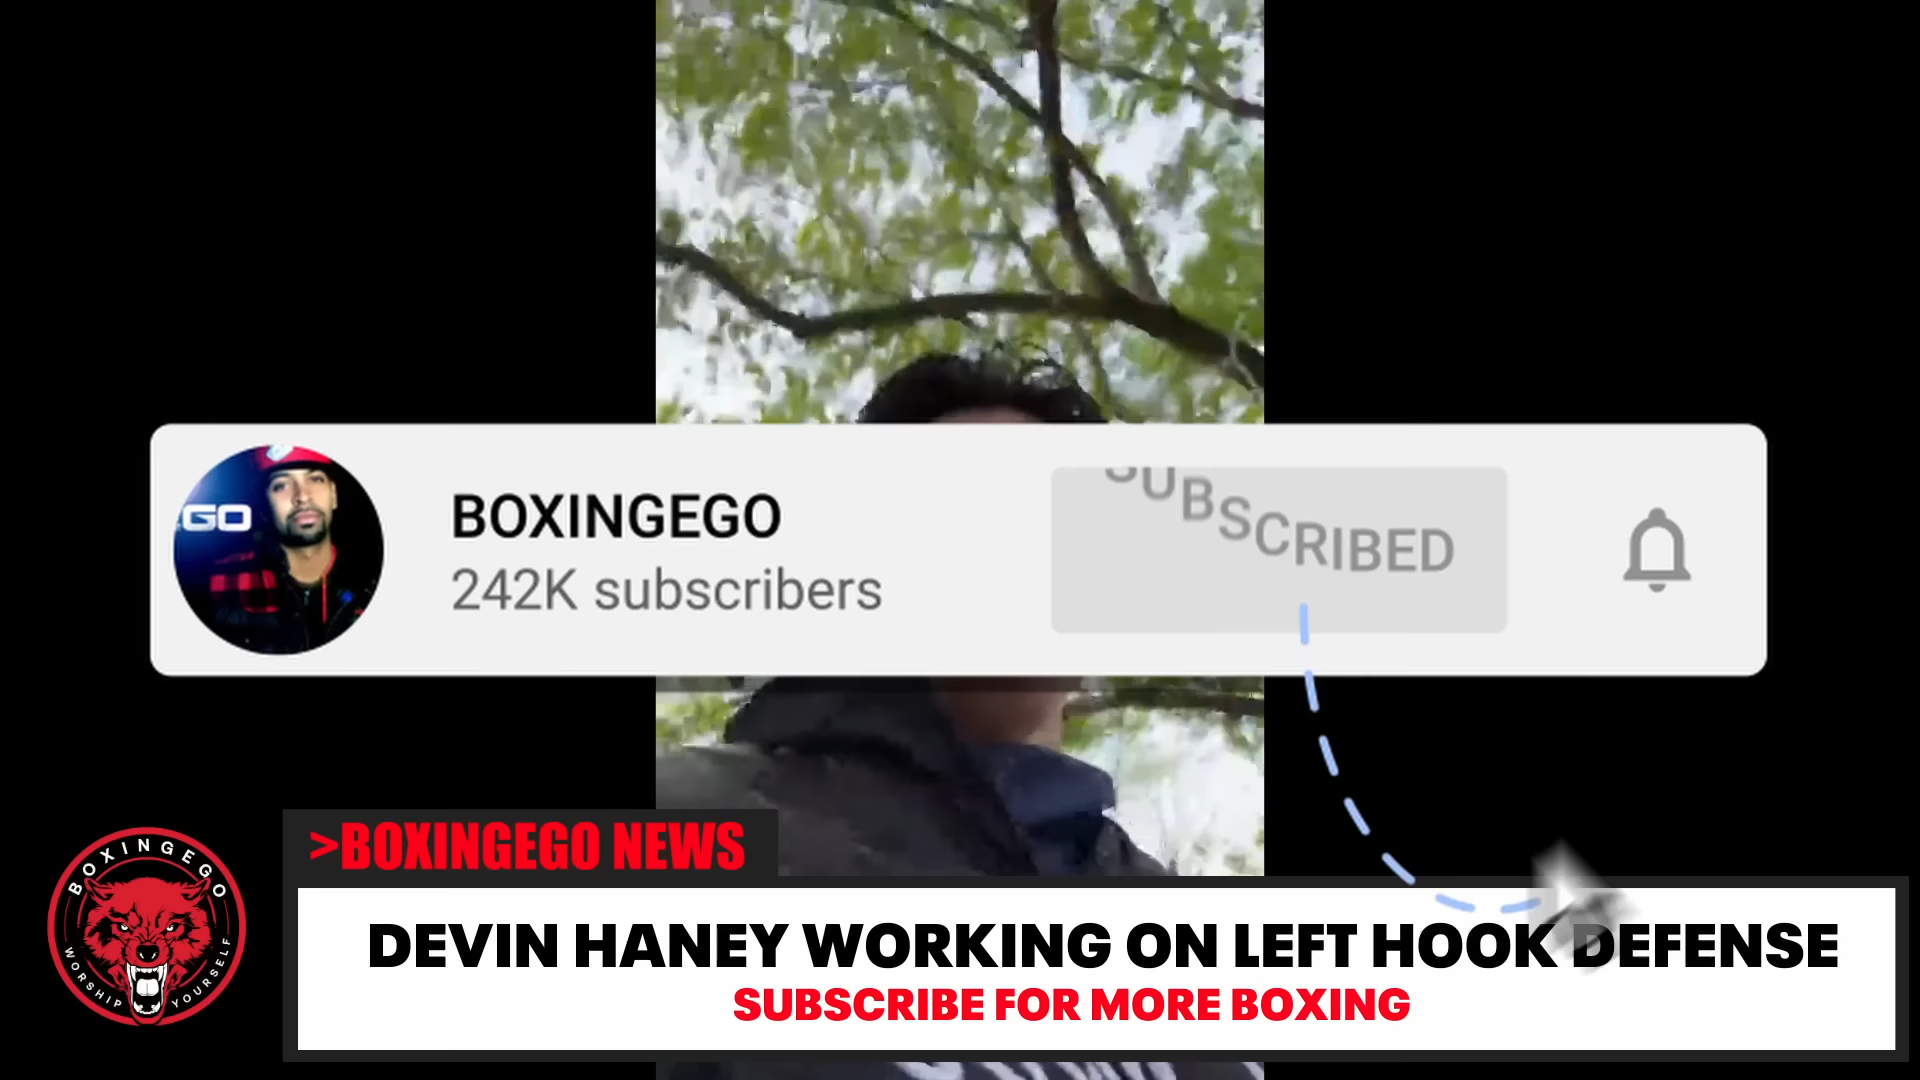 GO
BOXINGEGO
242K subscribers
SUBSCRIBED
>BOXINGEGO NEWS
BOXINGEGO
WORSHIP YOURSELF
DEVIN HANEY WORKING ON LEFT HOOK DEFENSE
SUBSCRIBE FOR MORE BOXING